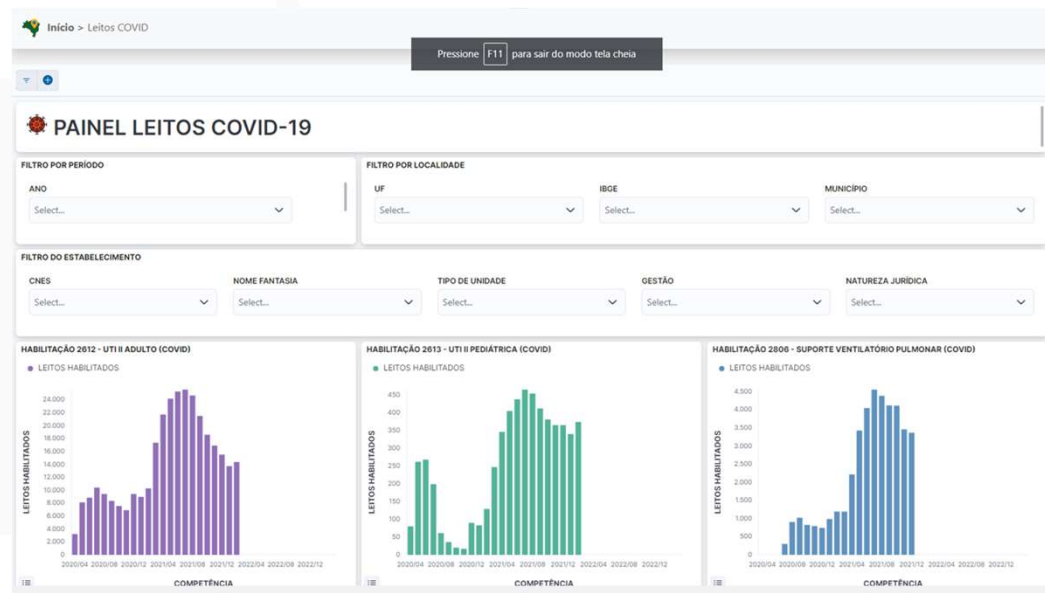 Início > Leitos COVID
Pressione F11 para sair do modo tela cheia
PAINEL LEITOS COVID-19
FILTRO POR PERÍODO
FILTRO POR LOCALIDADE
ANO
UF
IBGE
MUNICÍPIO
Select...
Select...
Select...
Select...
FILTRO DO ESTABELECIMENTO
CNES
NOME FANTASIA
TIPO DE UNIDADE
GESTÃO
NATUREZA JURÍDICA
Select...
Select...
Select...
Select...
Select...
HABILITAÇÃO 2612 - UTI II ADULTO (COVID)
LEITOS HABILITADOS
LEITOS HABILITADOS
24.000
22.000
20.000
18.000
16.000
14.000
12.000
10.000
8.000
6.000
4.000
2.000
0
2020/04 2020/08 2020/12 2021/04 2021/08 2021/12 2022/04 2022/08 2022/12
COMPETÊNCIA
HABILITAÇÃO 2613 - UTI II PEDIÁTRICA (COVID)
LEITOS HABILITADOS
LEITOS HABILITADOS
450
400
350
300
250
200
150
100
50
0
2020/04 2020/08 2020/12 2021/04 2021/08 2021/12 2022/04 2022/08 2022/12
COMPETÊNCIA
HABILITAÇÃO 2806 - SUPORTE VENTILATÓRIO PULMONAR (COVID)
LEITOS HABILITADOS
LEITOS HABILITADOS
4.500
4.000
3.500
3.000
2.500
2.000
1.500
1.000
500
0
2020/04 2020/08 2020/12 2021/04 2021/08 2021/12 2022/04 2022/08 2022/12
COMPETÊNCIA